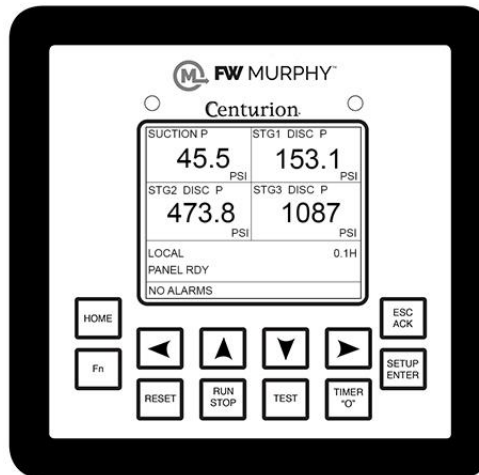 M FW MURPHY™
Centurion.
SUCTION P STG1 DISC P
45.5 153.1
PSI PSI
STG2 DISC P STG3 DISC P
473.8 1087
PSI PSI
LOCAL 0.1H
PANEL RDY
NO ALARMS
HOME
ESC
ACK
Fn
SETUP
ENTER
RESET
RUN
STOP
TEST
TIMER
"O"